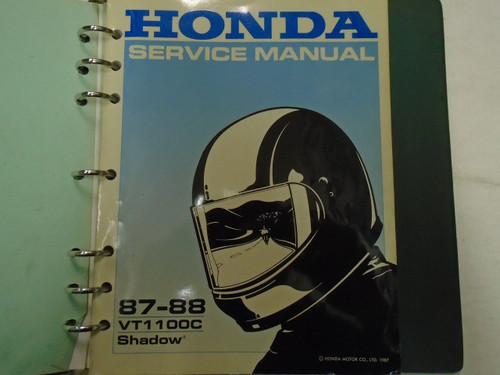 HONDA
SERVICE MANUAL
87-88
VT1100C
Shadow
© HONDA MOTOR CO., LTD. 1987